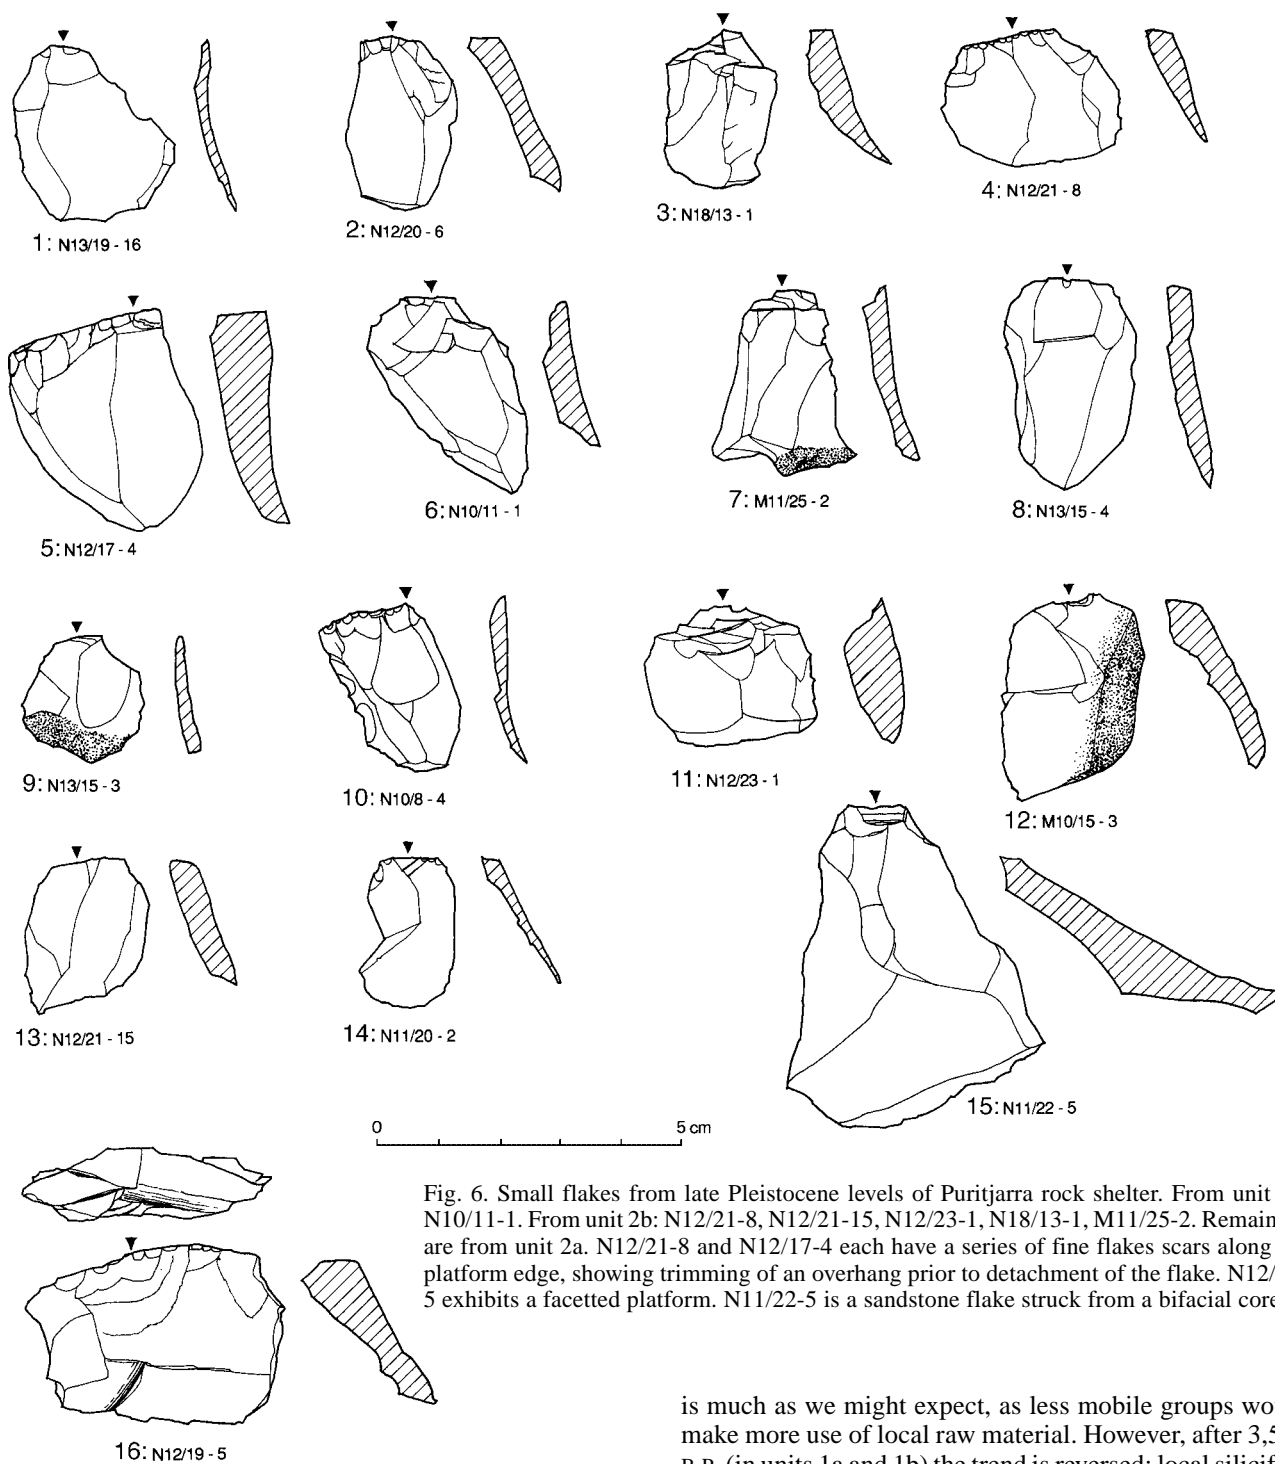 1: N13/19 - 16
2: N12/20 - 6
3: N18/13 - 1
4: N12/21 - 8
5: N12/17 - 4
6: N10/11 - 1
7: M11/25 - 2
8: N13/15 - 4
9: N13/15 - 3
10: N10/8 - 4
11: N12/23 - 1
12: M10/15 - 3
13: N12/21 - 15
14: N11/20 - 2
15: N11/22 - 5
0 5 cm
16: N12/19 - 5
Fig. 6. Small flakes from late Pleistocene levels of Puritjarra rock shelter. From unit
N10/11-1. From unit 2b: N12/21-8, N12/21-15, N12/23-1, N18/13-1, M11/25-2. Remain
are from unit 2a. N12/21-8 and N12/17-4 each have a series of fine flakes scars along
platform edge, showing trimming of an overhang prior to detachment of the flake. N12/
5 exhibits a facetted platform. N11/22-5 is a sandstone flake struck from a bifacial core
is much as we might expect, as less mobile groups wo
make more use of local raw material. However, after 3,5
B.P. (in units 1a and 1b) the trend is reversed: local silicif